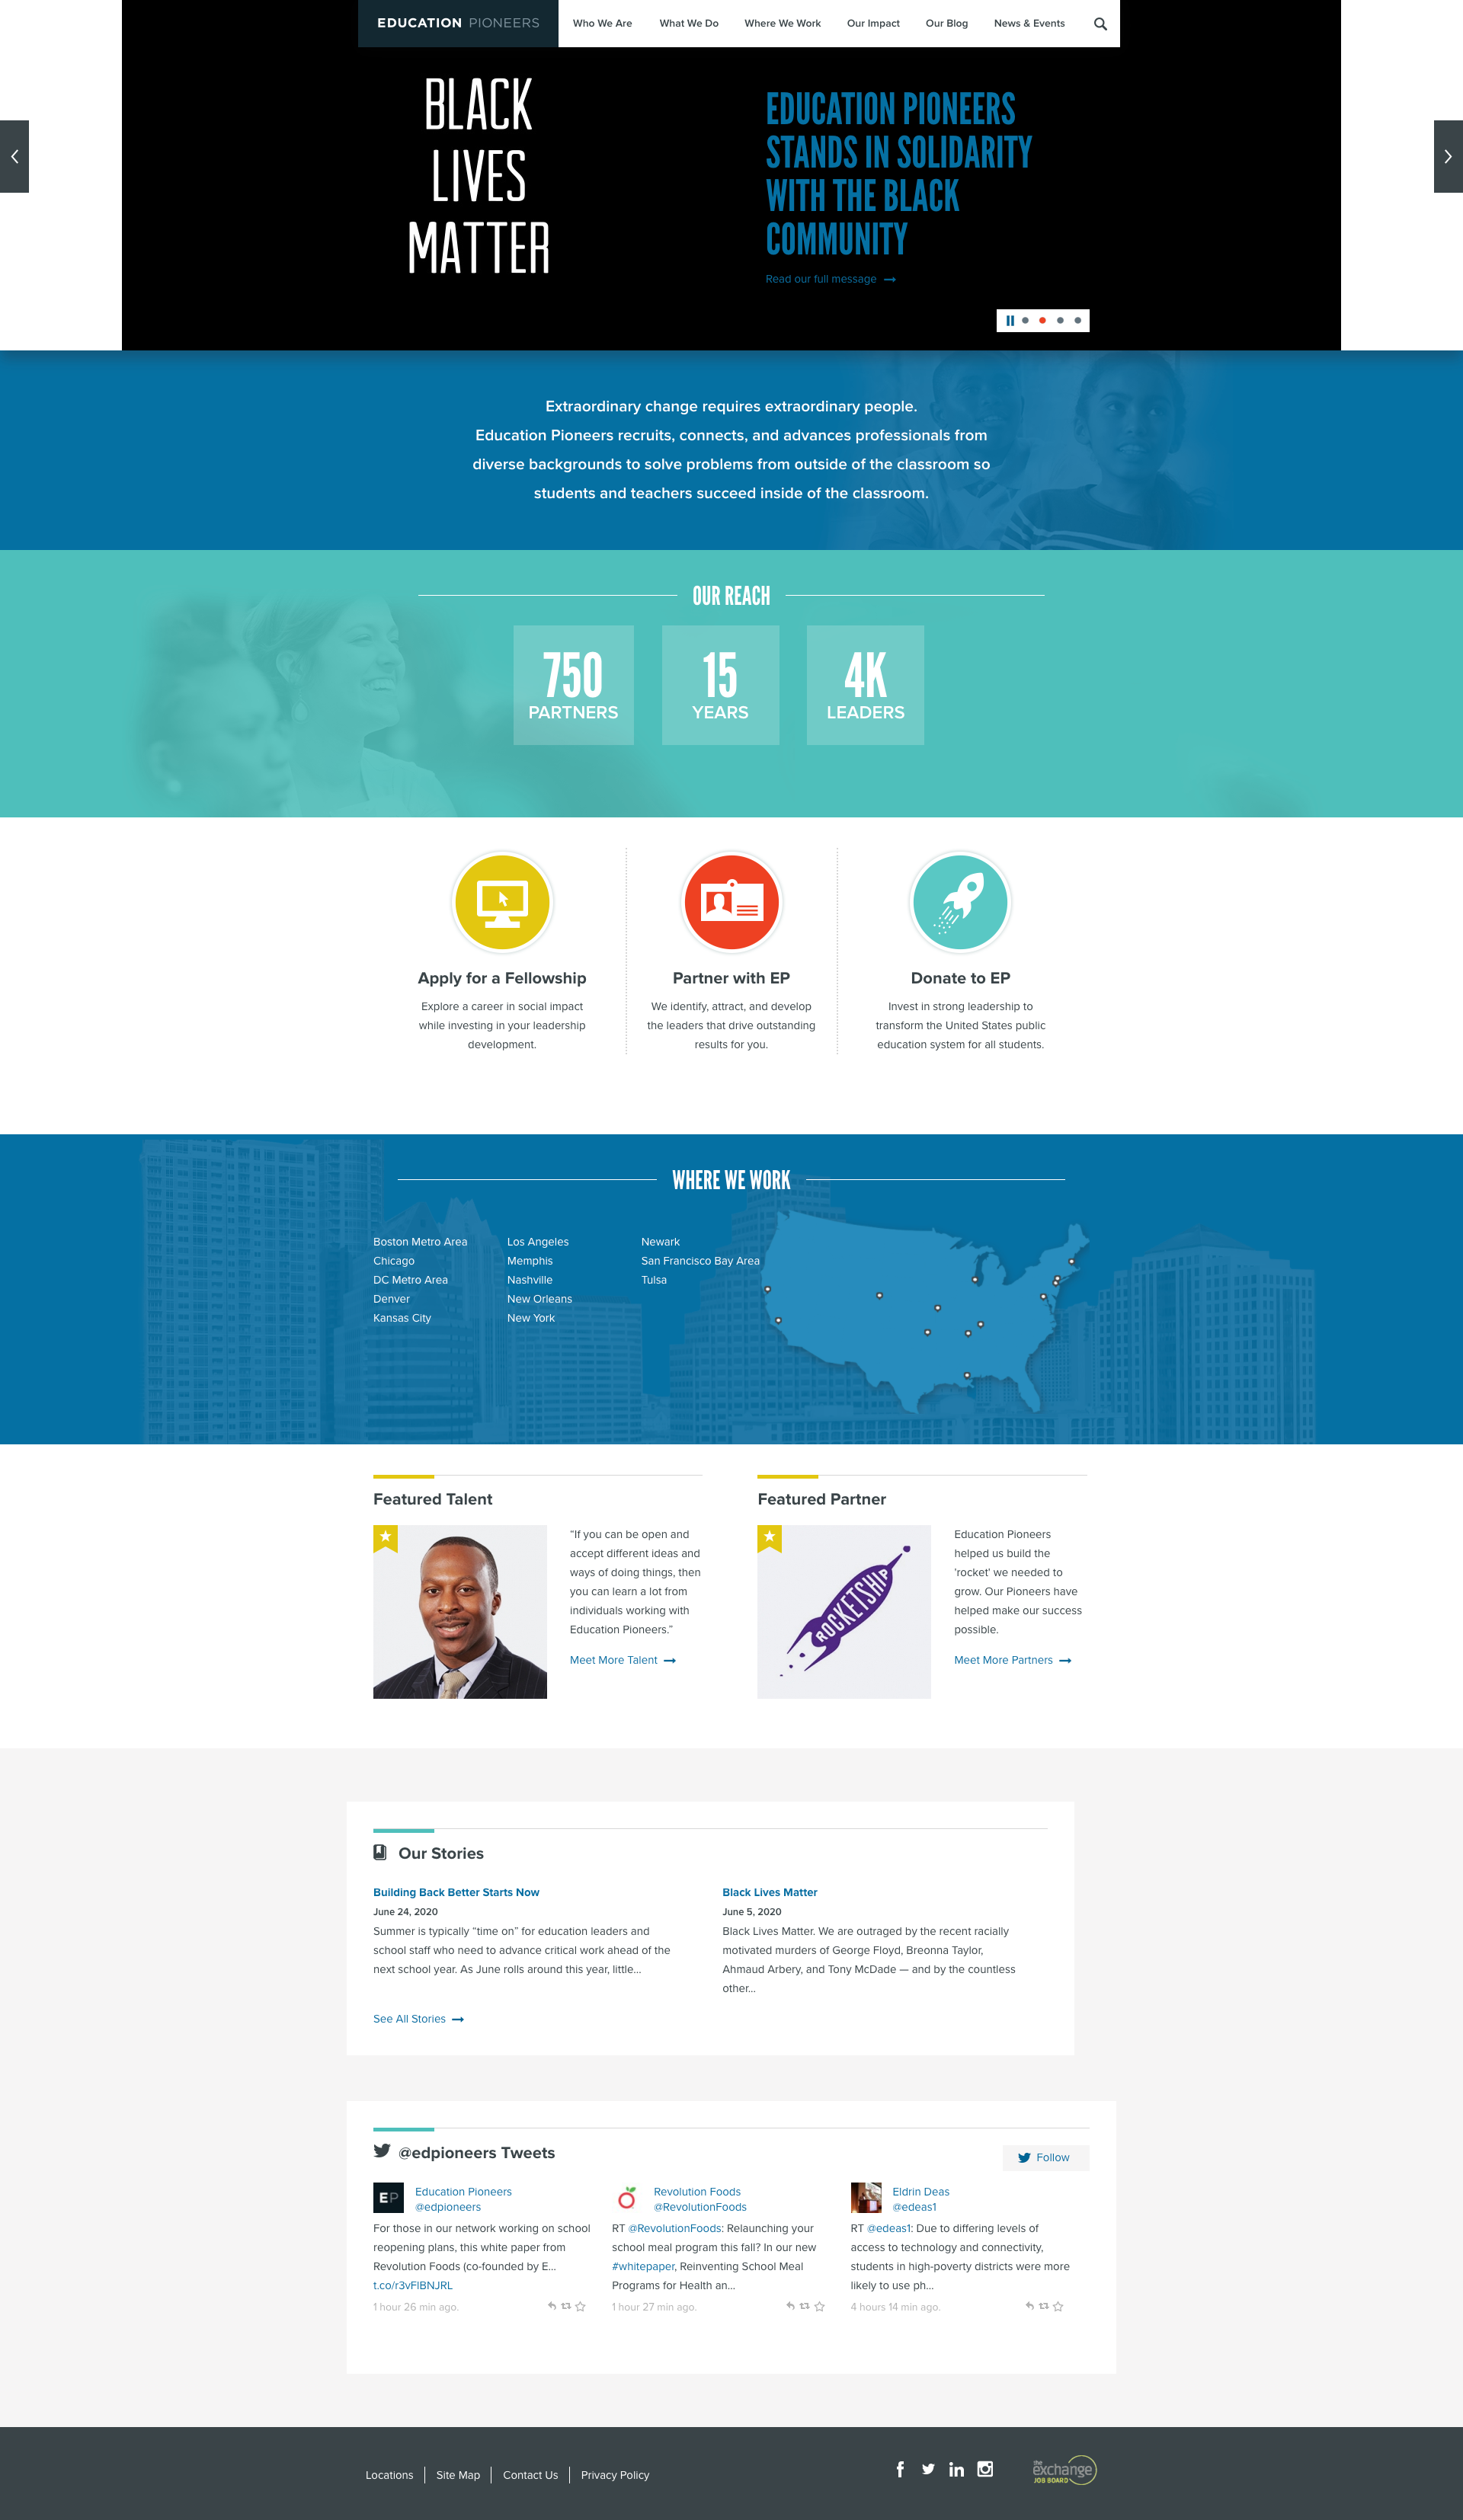 EDUCATION PIONEERS
Who We Are
What We Do
Where We Work
Our Impact
Our Blog
News & Events
BLACK
LIVES
MATTER
EDUCATION PIONEERS
STANDS IN SOLIDARITY
WITH THE BLACK
COMMUNITY
Read our full message
Extraordinary change requires extraordinary people.
Education Pioneers recruits, connects, and advances professionals from
diverse backgrounds to solve problems from outside of the classroom so
students and teachers succeed inside of the classroom.
OUR REACH
750
PARTNERS
15
YEARS
4K
LEADERS
Apply for a Fellowship
Explore a career in social impact
while investing in your leadership
development.
Partner with EP
We identify, attract, and develop
the leaders that drive outstanding
results for you.
Donate to EP
Invest in strong leadership to
transform the United States public
education system for all students.
WHERE WE WORK
Boston Metro Area
Chicago
DC Metro Area
Denver
Kansas City
Los Angeles
Memphis
Nashville
New Orleans
New York
Newark
San Francisco Bay Area
Tulsa
Featured Talent
"If you can be open and
accept different ideas and
ways of doing things, then
you can learn a lot from
individuals working with
Education Pioneers."
Meet More Talent
Featured Partner
ROCKETSHIP
Education Pioneers
helped us build the
'rocket' we needed to
grow. Our Pioneers have
helped make our success
possible.
Meet More Partners
Our Stories
Building Back Better Starts Now
June 24, 2020
Summer is typically "time on" for education leaders and
school staff who need to advance critical work ahead of the
next school year. As June rolls around this year, little...
Black Lives Matter
June 5, 2020
Black Lives Matter. We are outraged by the recent racially
motivated murders of George Floyd, Breonna Taylor,
Ahmaud Arbery, and Tony McDade — and by the countless
other...
See All Stories
@edpioneers Tweets
Follow
EP
Education Pioneers
@edpioneers
For those in our network working on school
reopening plans, this white paper from
Revolution Foods (co-founded by E...
t.co/r3vFIBNJRL
1 hour 26 min ago.
Revolution Foods
@RevolutionFoods
RT @RevolutionFoods: Relaunching your
school meal program this fall? In our new
#whitepaper, Reinventing School Meal
Programs for Health an...
1 hour 27 min ago.
Eldrin Deas
@edeas1
RT @edeas1: Due to differing levels of
access to technology and connectivity,
students in high-poverty districts were more
likely to use ph...
4 hours 14 min ago.
Locations
Site Map
Contact Us
Privacy Policy
the
exchange
JOB BOARD